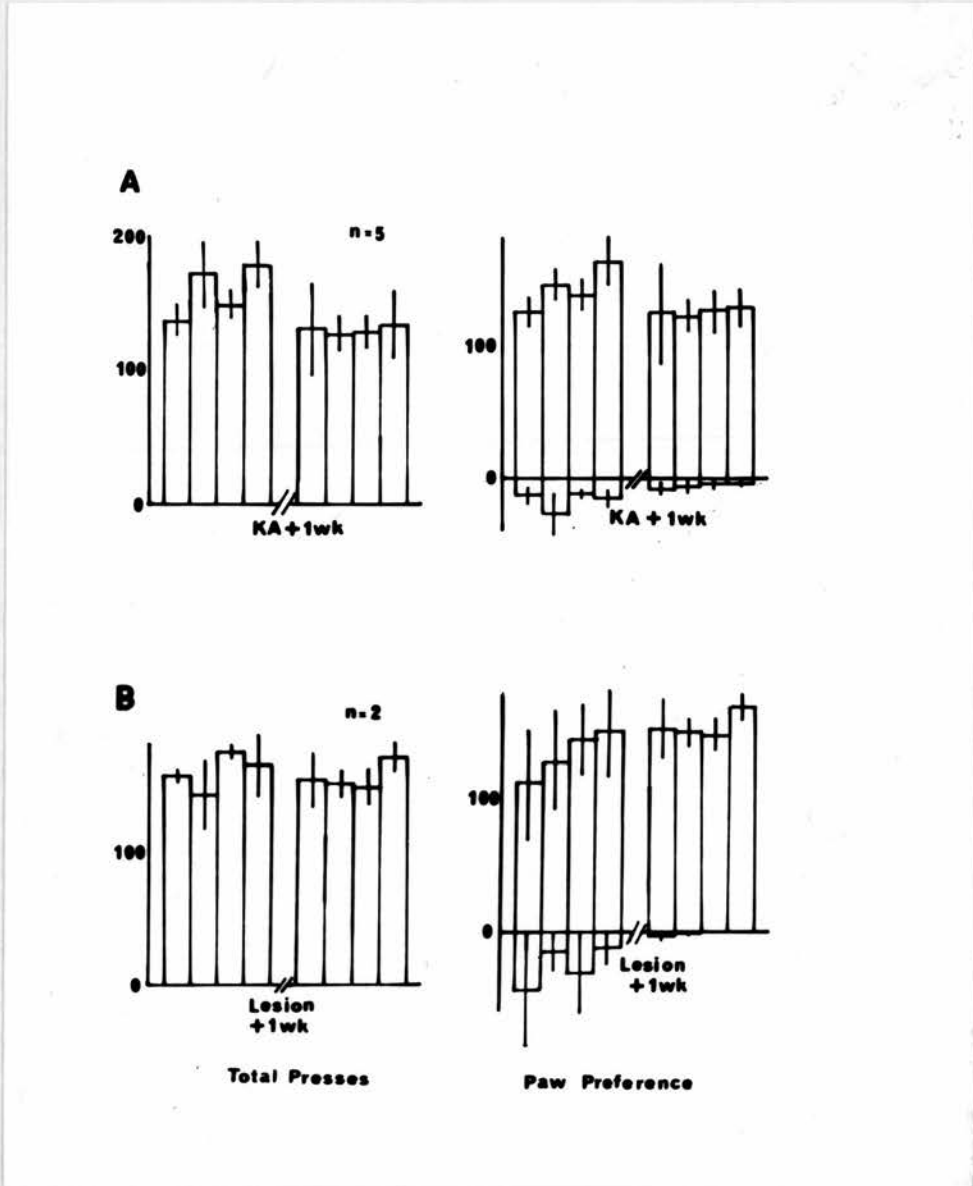 A
200
n=5
100
0
KA+1wk
100
0
KA+1wk
B
n=2
100
0
Lesion
+1wk
100
0
Lesion
+1wk
Total Presses
Paw Preference